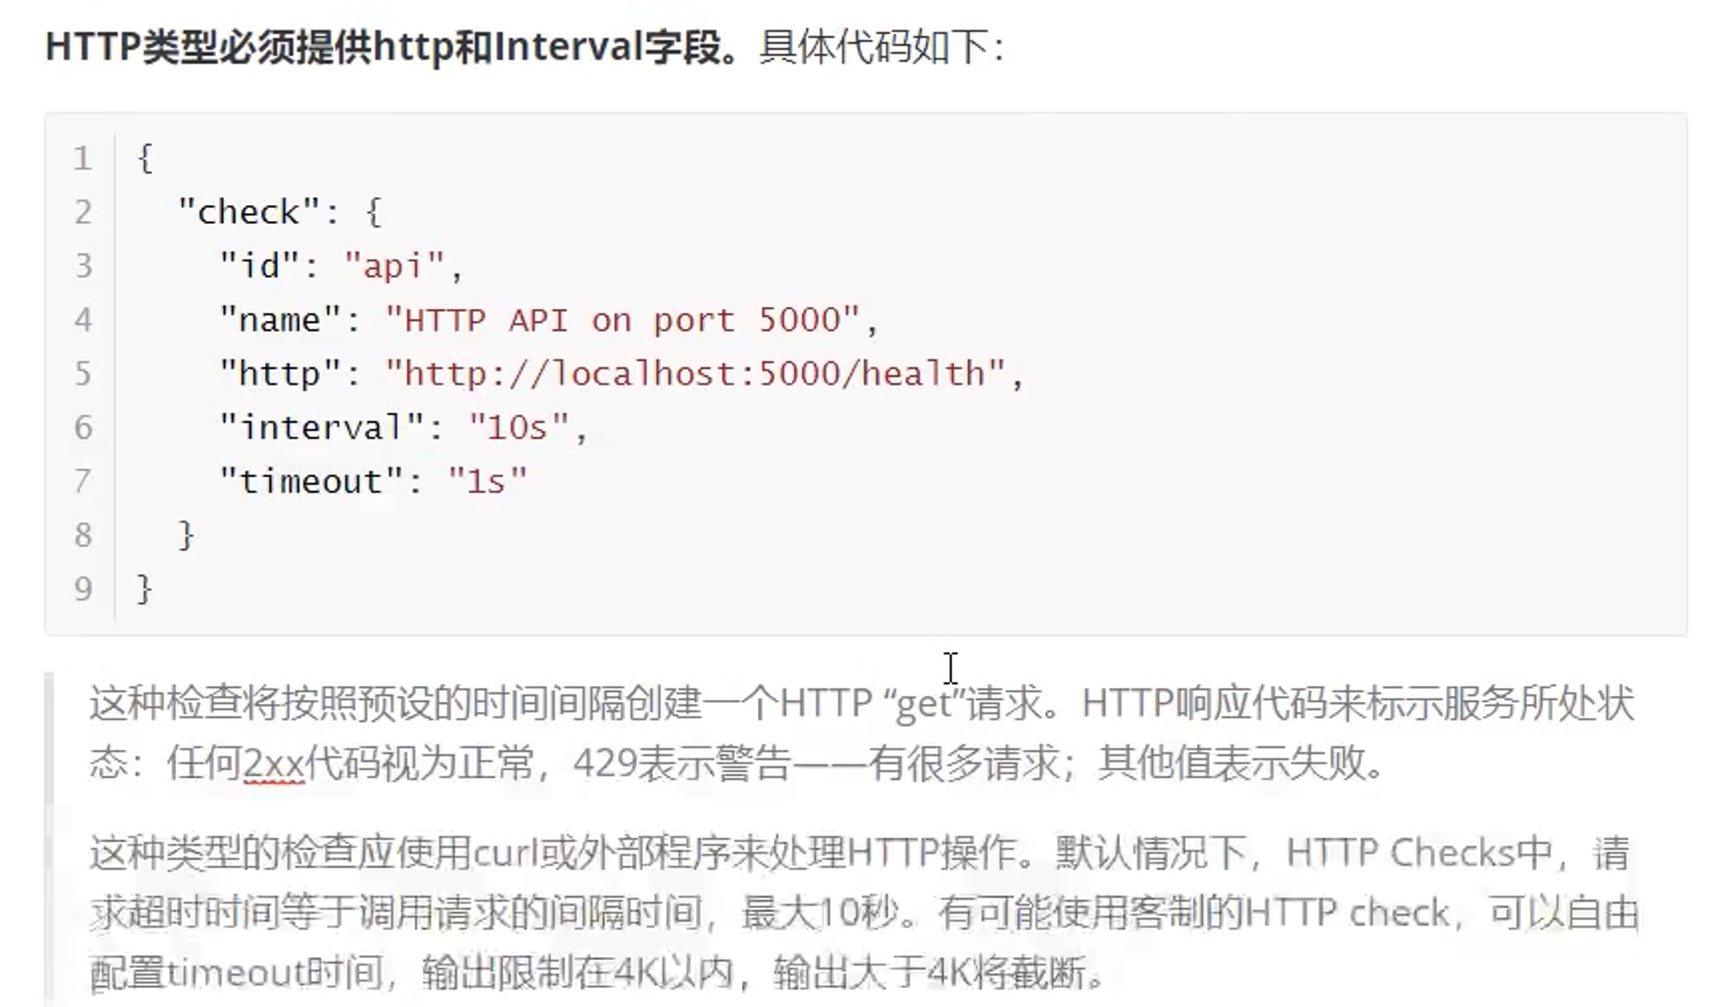 HTTP类型必须提供http和Interval字段。具体代码如下：
1 {
2   "check": {
3     "id": "api",
4     "name": "HTTP API on port 5000",
5     "http": "http://localhost:5000/health",
6     "interval": "10s",
7     "timeout": "1s"
8   }
9 }
这种检查将按照预设的时间间隔创建一个HTTP “get”请求。HTTP响应代码来标示服务所处状
态：任何2xx代码视为正常，429表示警告——有很多请求；其他值表示失败。
这种类型的检查应使用curl或外部程序来处理HTTP操作。默认情况下，HTTP Checks中，请
求超时时间等于调用请求的间隔时间，最大10秒。有可能使用客制的HTTP check，可以自由
配置timeout时间，输出限制在4K以内，输出大于4K将截断。